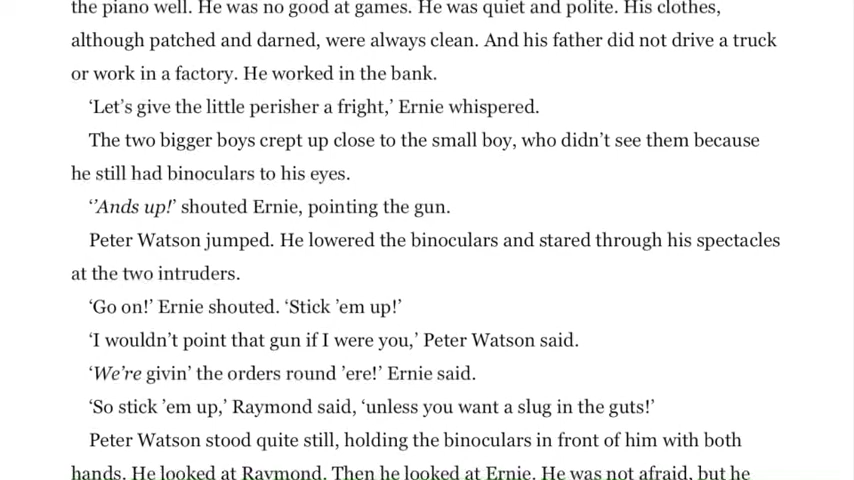 the piano well. He was no good at games. He was quiet and polite. His clothes,
although patched and darned, were always clean. And his father did not drive a truck
or work in a factory. He worked in the bank.
‘Let’s give the little perisher a fright,’ Ernie whispered.
The two bigger boys crept up close to the small boy, who didn’t see them because
he still had binoculars to his eyes.
‘’Ands up!’ shouted Ernie, pointing the gun.
Peter Watson jumped. He lowered the binoculars and stared through his spectacles
at the two intruders.
‘Go on!’ Ernie shouted. ‘Stick ’em up!’
‘I wouldn’t point that gun if I were you,’ Peter Watson said.
‘We’re givin’ the orders round ’ere!’ Ernie said.
‘So stick ’em up,’ Raymond said, ‘unless you want a slug in the guts!’
Peter Watson stood quite still, holding the binoculars in front of him with both
hands. He looked at Raymond. Then he looked at Ernie. He was not afraid, but he